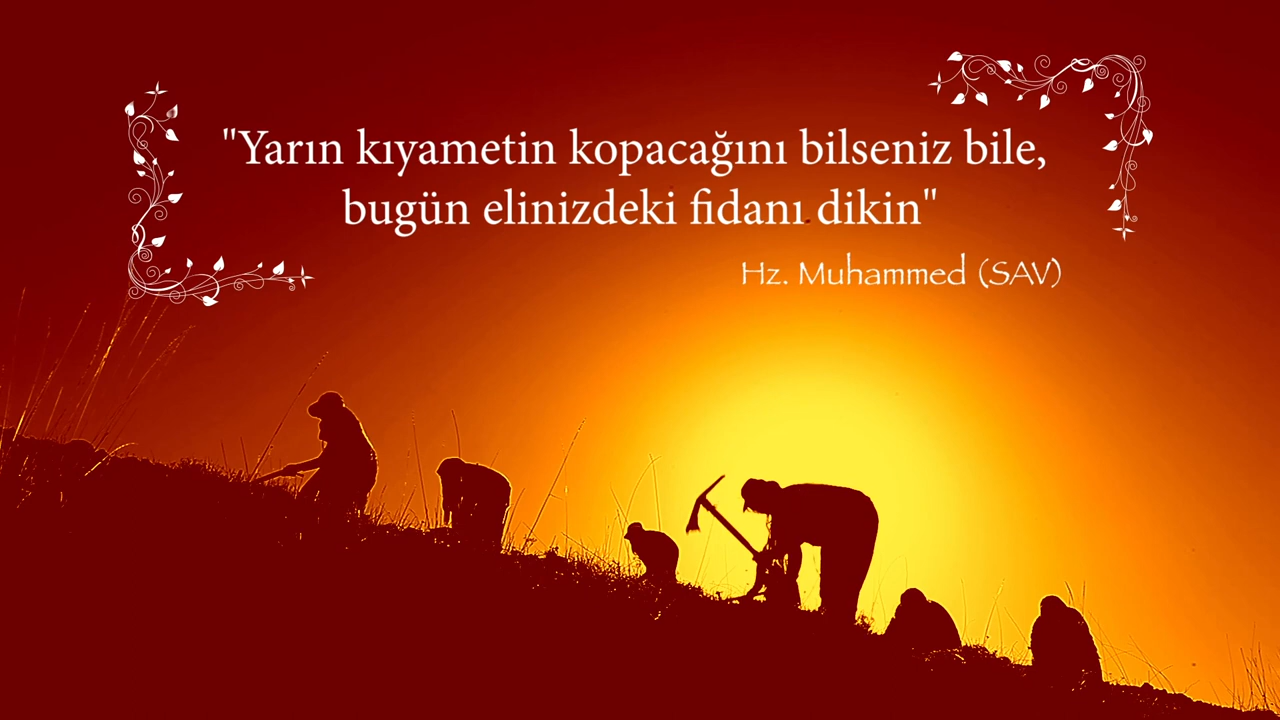 "Yarın kıyametin kopacağını bilseniz bile,
bugün elinizdeki fidanı dikin"
Hz. Muhammed (SAV)